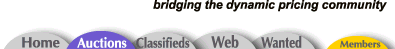 bridging the dynamic pricing community
Home Auctions Classifieds Web Wanted Members